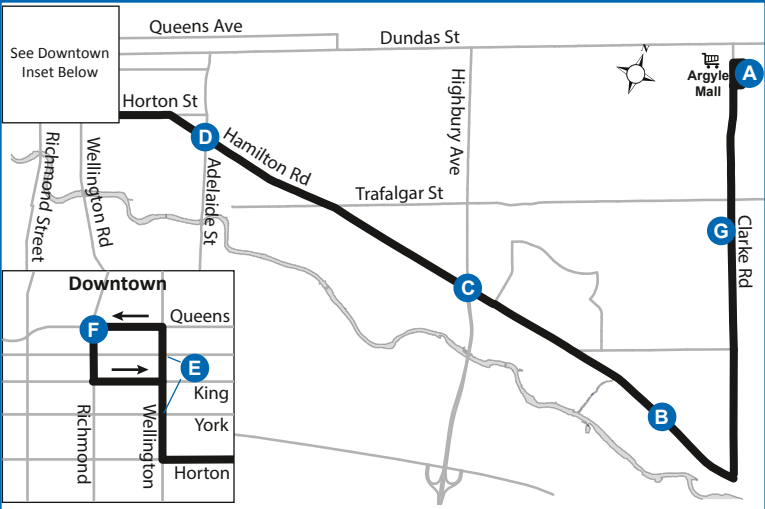 Queens Ave
Dundas St
See Downtown
Inset Below
N
Argyle
Mall
A
Horton St
Highbury Ave
D
Hamilton Rd
Richmond Street
Wellington Rd
Adelaide St
Trafalgar St
G
Clarke Rd
C
B
Downtown
Queens
F
E
King
York
Richmond
Wellington
Horton